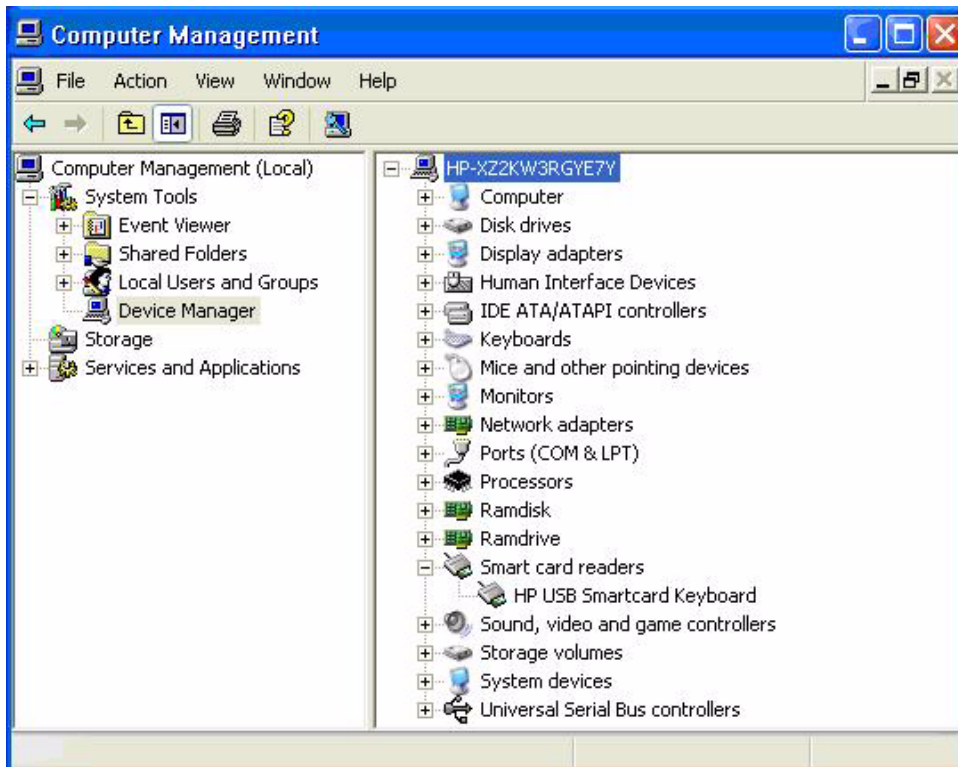 Computer Management
File Action View Window Help
Computer Management (Local)
System Tools
Event Viewer
Shared Folders
Local Users and Groups
Device Manager
Storage
Services and Applications
HP-XZ2KW3RGYE7Y
Computer
Disk drives
Display adapters
Human Interface Devices
IDE ATA/ATAPI controllers
Keyboards
Mice and other pointing devices
Monitors
Network adapters
Ports (COM & LPT)
Processors
Ramdisk
Ramdrive
Smart card readers
HP USB Smartcard Keyboard
Sound, video and game controllers
Storage volumes
System devices
Universal Serial Bus controllers